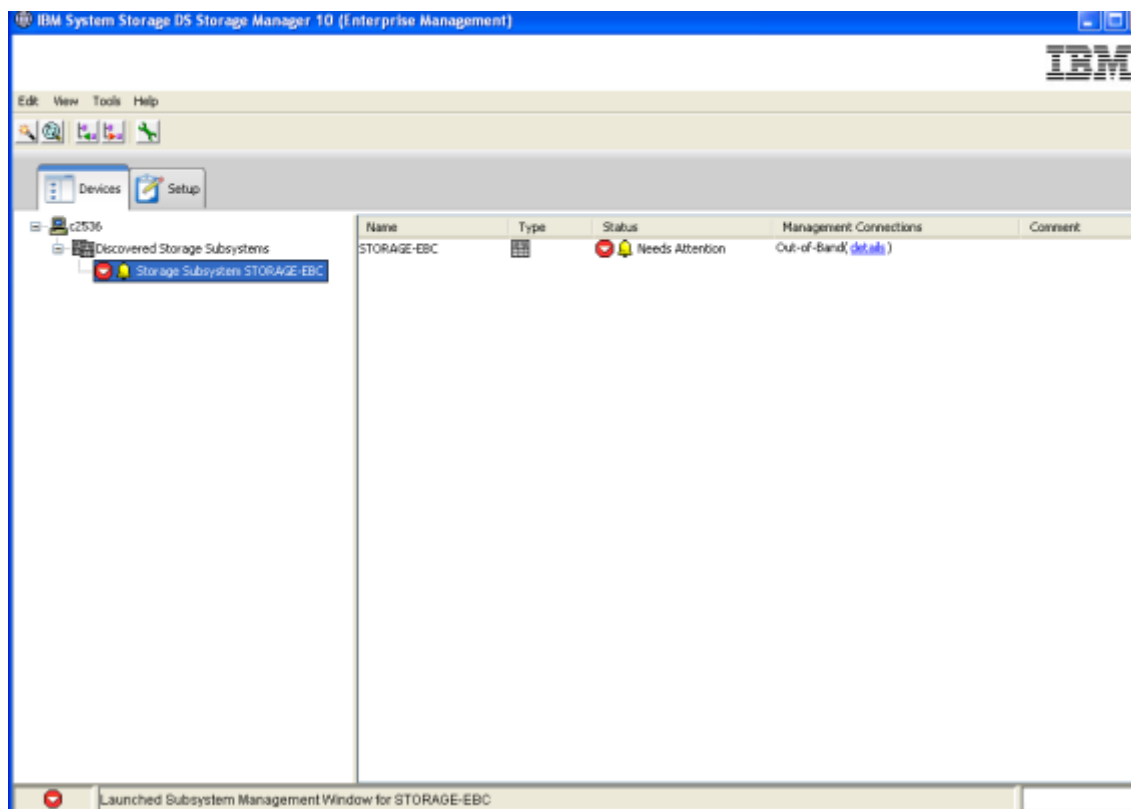 IBM System Storage DS Storage Manager 10 (Enterprise Management)
IBM
Edit View Tools Help
Devices Setup
c2536
Discovered Storage Subsystems
Storage Subsystem STORAGE-EBC
Name Type Status Management Connections Comment
STORAGE-EBC Needs Attention Out-of-Band( details )
Launched Subsystem Management Window for STORAGE-EBC